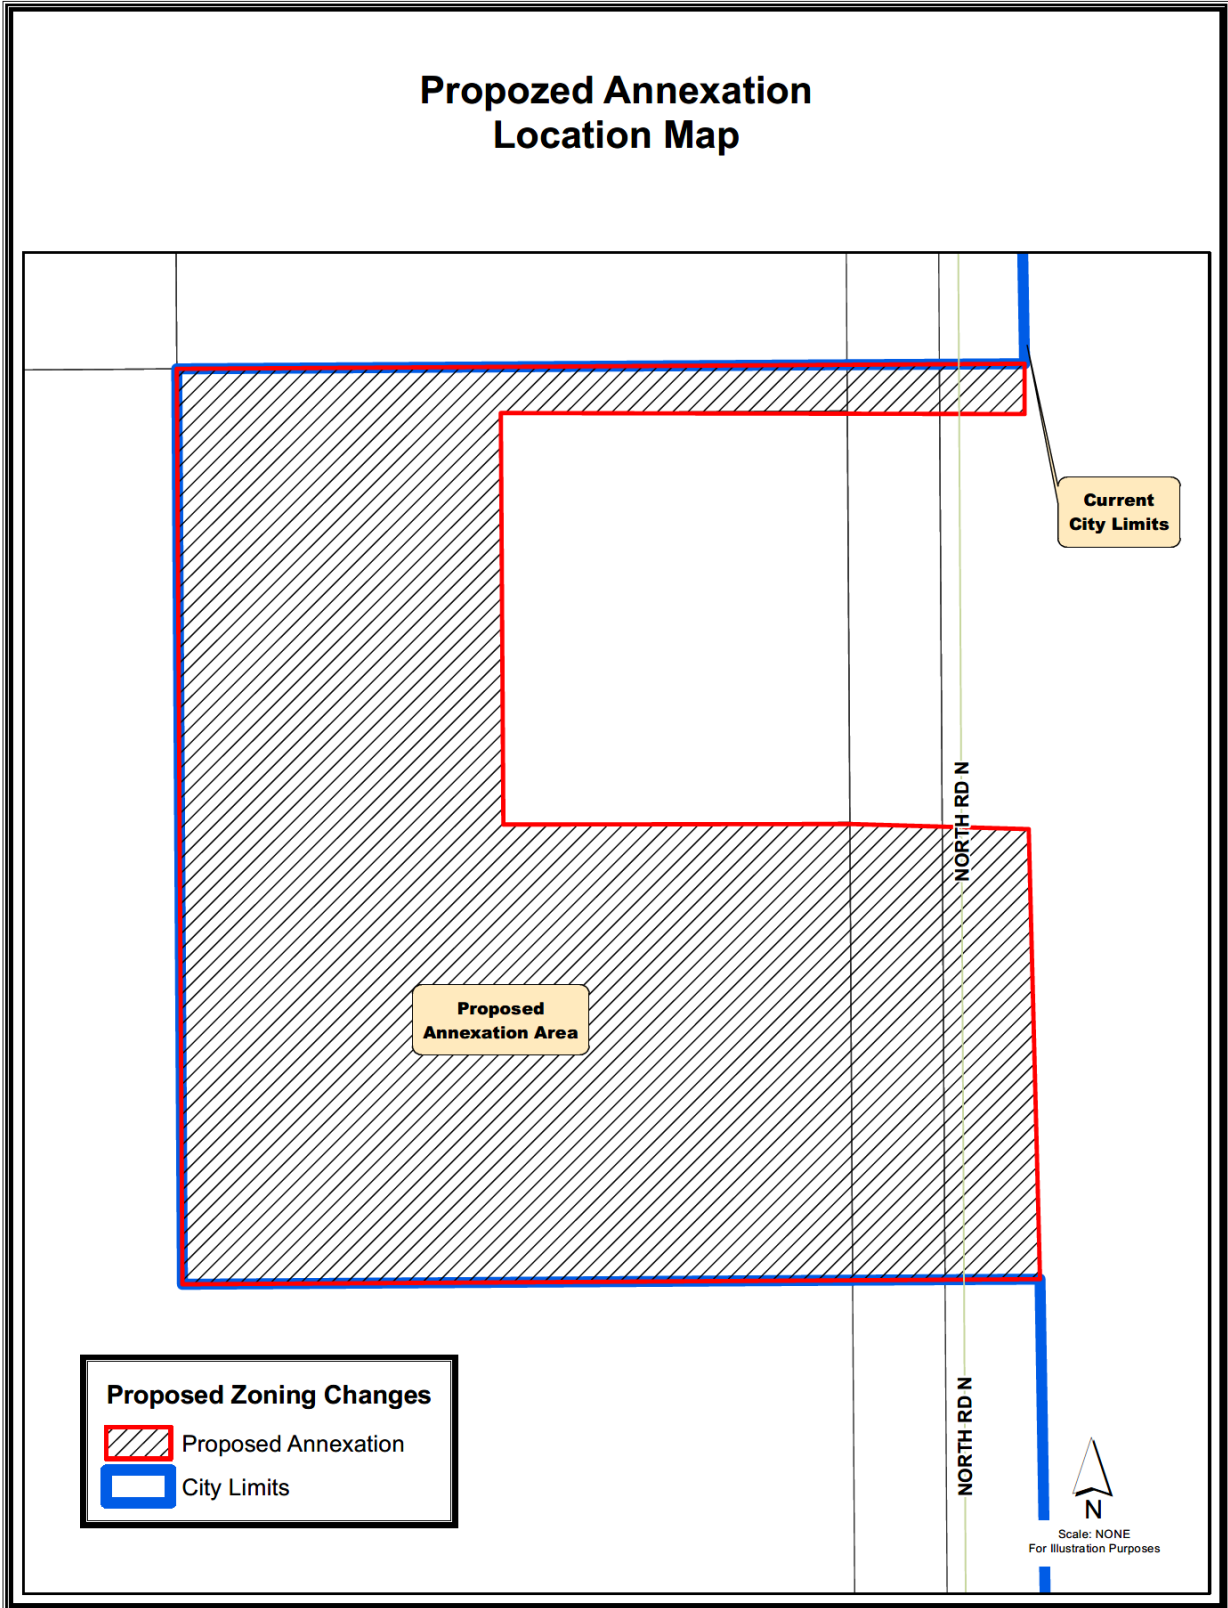 Propozed Annexation
Location Map
Current
City Limits
NORTH RD N
Proposed
Annexation Area
Proposed Zoning Changes
Proposed Annexation
City Limits
NORTH RD N
N
Scale: NONE
For Illustration Purposes